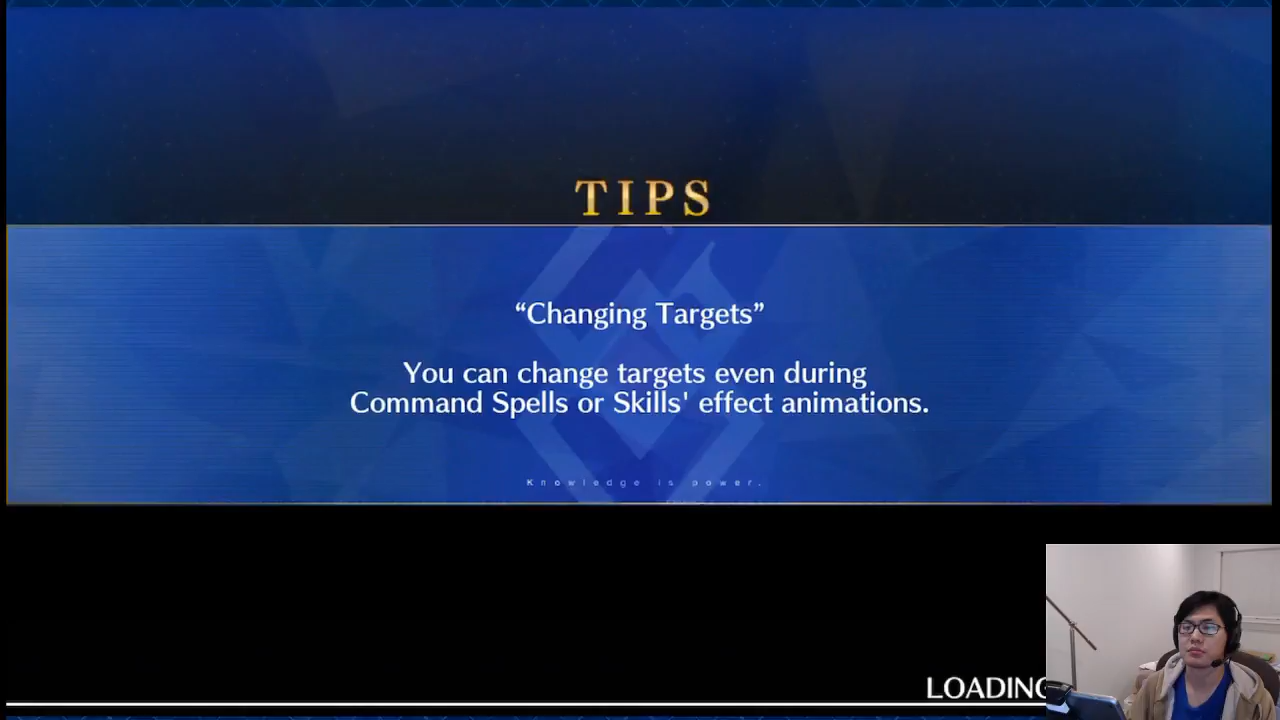 TIPS
“Changing Targets”
You can change targets even during
Command Spells or Skills' effect animations.
Knowledge is power.
LOADING